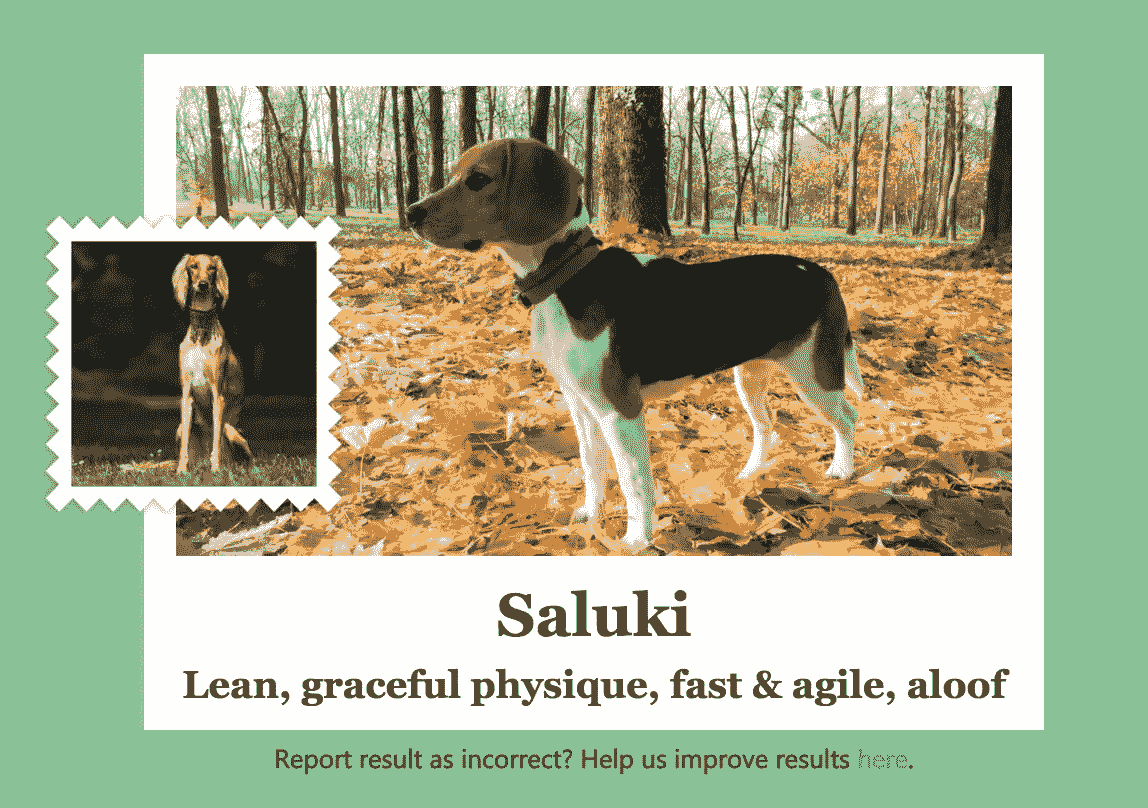 Saluki
Lean, graceful physique, fast & agile, aloof
Report result as incorrect? Help us improve results here.